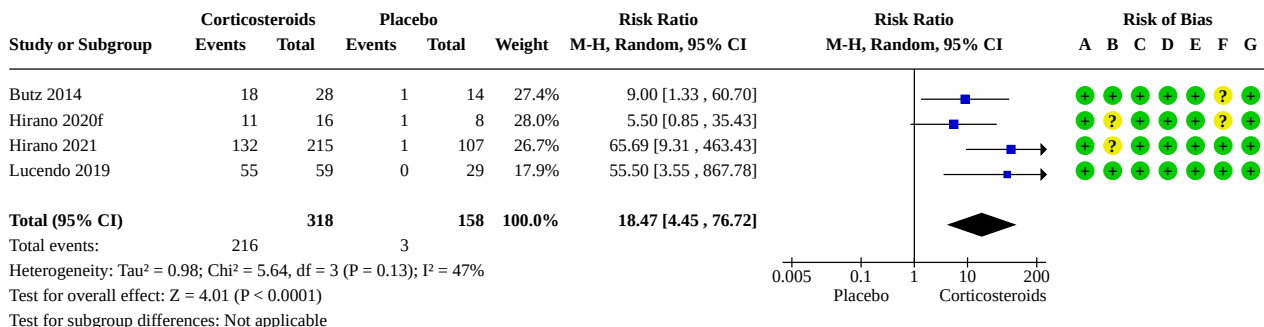 Corticosteroids Placebo Risk Ratio Risk Ratio Risk of Bias
Study or Subgroup Events Total Events Total Weight M-H, Random, 95% CI M-H, Random, 95% CI A B C D E F G
Butz 2014 18 28 1 14 27.4% 9.00 [1.33 , 60.70] + + + + + ? +
Hirano 2020f 11 16 1 8 28.0% 5.50 [0.85 , 35.43] + ? + + + ? +
Hirano 2021 132 215 1 107 26.7% 65.69 [9.31 , 463.43] + ? + + + + +
Lucendo 2019 55 59 0 29 17.9% 55.50 [3.55 , 867.78] + + + + + + +
Total (95% CI) 318 158 100.0% 18.47 [4.45 , 76.72]
Total events: 216 3
Heterogeneity: Tau² = 0.98; Chi² = 5.64, df = 3 (P = 0.13); I² = 47%
0.005 0.1 1 10 200
Test for overall effect: Z = 4.01 (P < 0.0001)
Placebo Corticosteroids
Test for subgroup differences: Not applicable